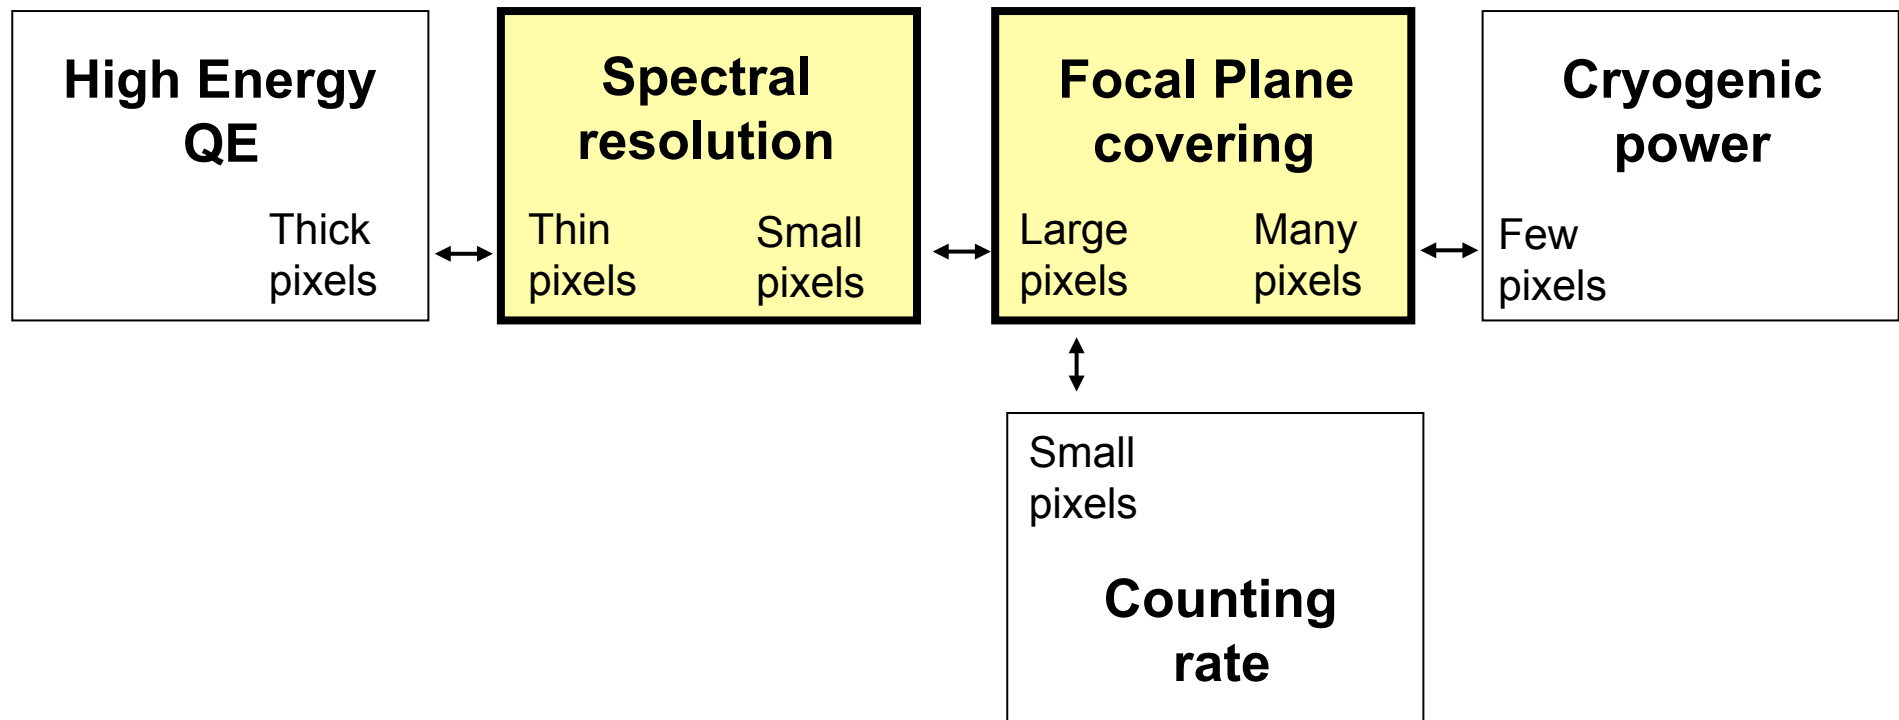 High Energy
QE
Thick
pixels
Spectral
resolution
Thin
pixels
Small
pixels
Focal Plane
covering
Large
pixels
Many
pixels
Cryogenic
power
Few
pixels
Small
pixels
Counting
rate